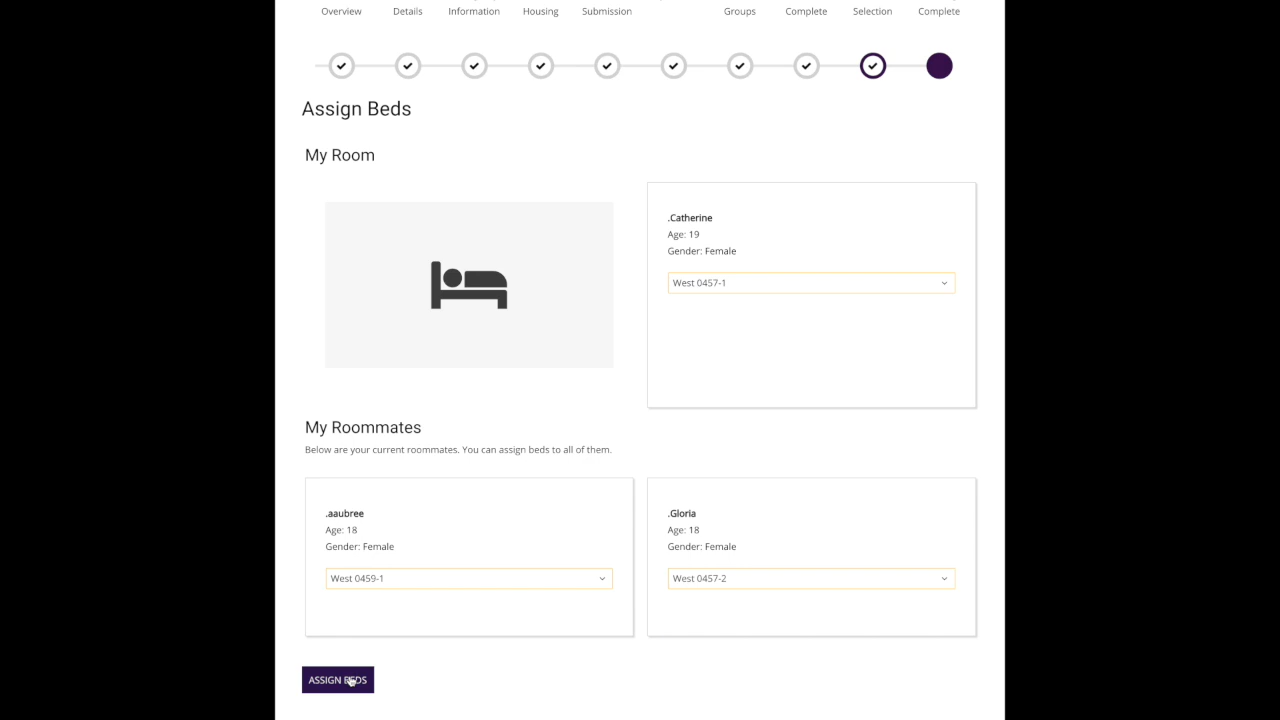 Overview Details Information Housing Submission Groups Complete Selection Complete
Assign Beds
My Room
.Catherine
Age: 19
Gender: Female
West 0457-1
My Roommates
Below are your current roommates. You can assign beds to all of them.
.aaubree
Age: 18
Gender: Female
West 0459-1
.Gloria
Age: 18
Gender: Female
West 0457-2
ASSIGN BEDS